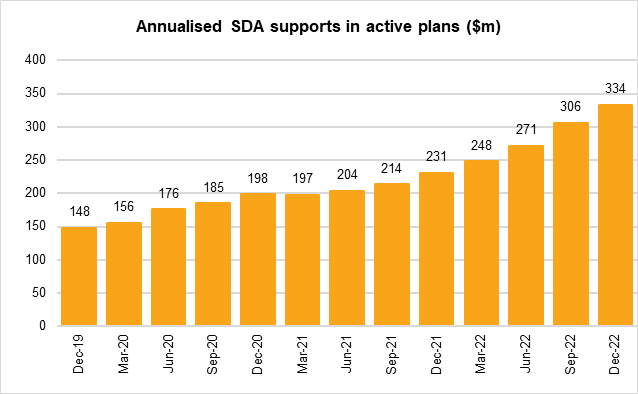 Annualised SDA supports in active plans ($m)
400
350
300
250
200
150
100
50
0
148
156
176
185
198
197
204
214
231
248
271
306
334
Dec-19
Mar-20
Jun-20
Sep-20
Dec-20
Mar-21
Jun-21
Sep-21
Dec-21
Mar-22
Jun-22
Sep-22
Dec-22